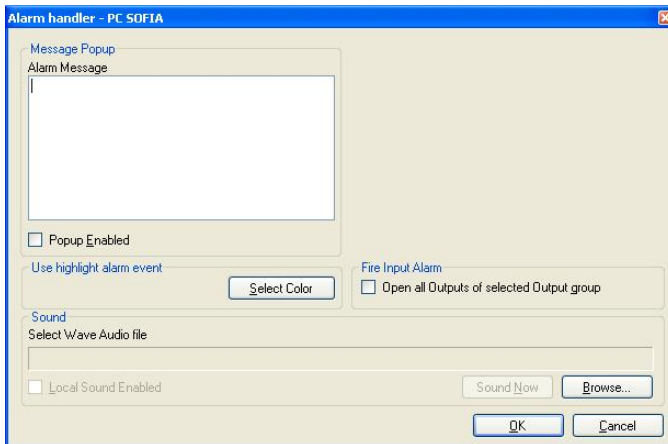 Alarm handler - PC SOFIA
Message Popup
Alarm Message
Popup Enabled
Use highlight alarm event
Select Color
Fire Input Alarm
Open all Outputs of selected Output group
Sound
Select Wave Audio file
Local Sound Enabled
Sound Now
Browse...
OK
Cancel